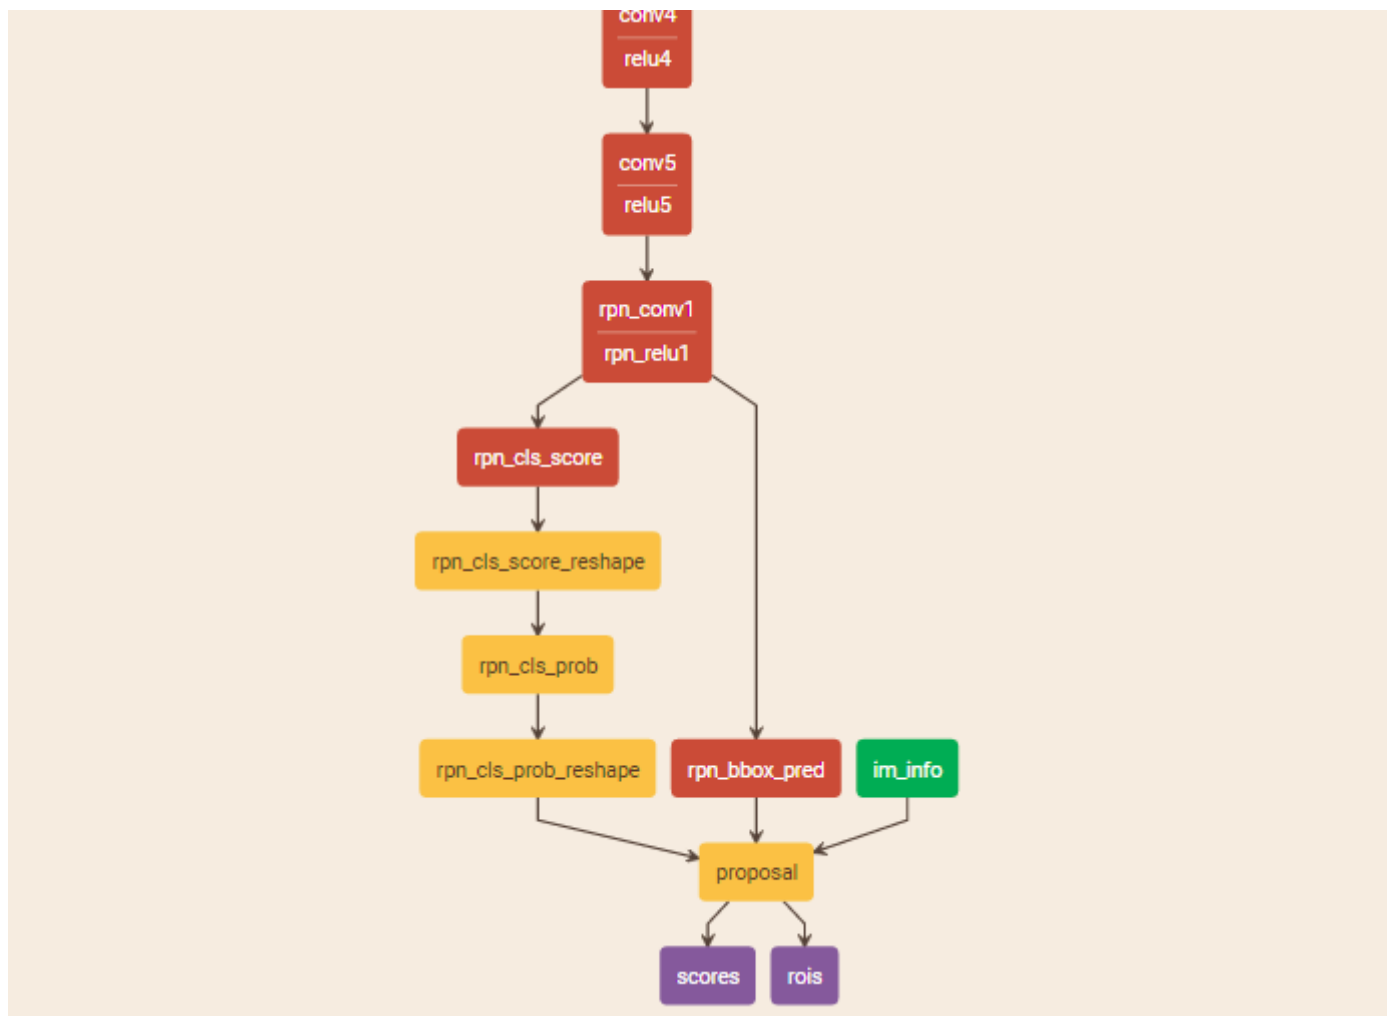 conv4
relu4
conv5
relu5
rpn_conv1
rpn_relu1
rpn_cls_score
rpn_cls_score_reshape
rpn_cls_prob
rpn_cls_prob_reshape
rpn_bbox_pred
im_info
proposal
scores
rois